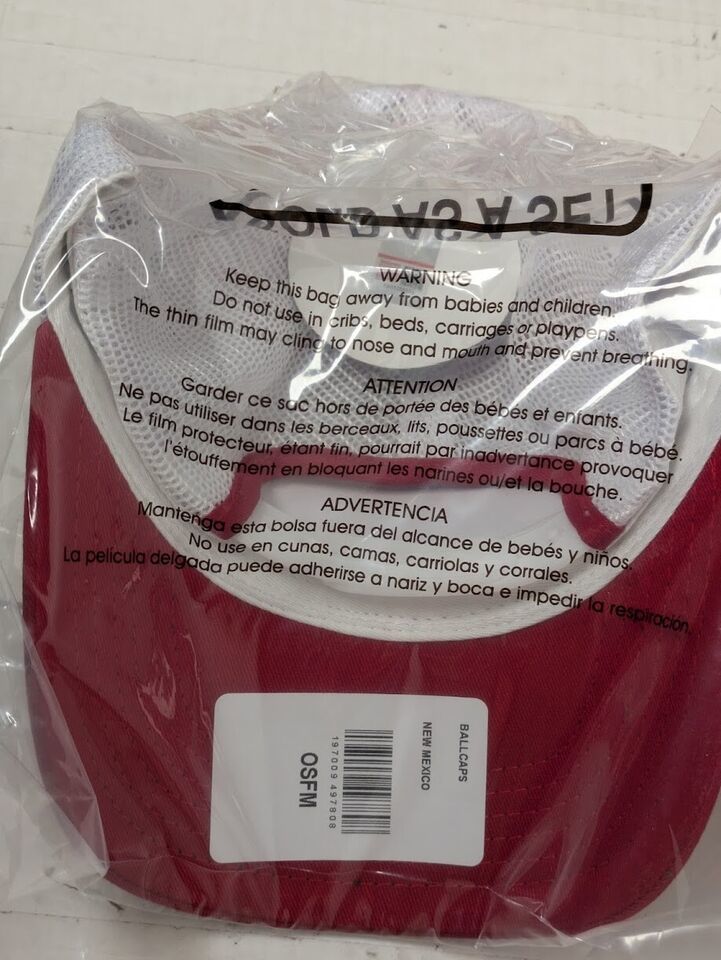 SOLD AS A SET
WARNING
Keep this bag away from babies and children.
Do not use in cribs, beds, carriages or playpens.
The thin film may cling to nose and mouth and prevent breathing.
ATTENTION
Garder ce sac hors de portée des bébés et enfants.
Ne pas utiliser dans les berceaux, lits, poussettes ou parcs à bébé.
Le film protecteur, étant fin, pourrait par inadvertance provoquer
l'étouffement en bloquant les narines ou/et la bouche.
ADVERTENCIA
Mantenga esta bolsa fuera del alcance de bebés y niños.
No use en cunas, camas, carriolas y corrales.
La película delgada puede adherirse a nariz y boca e impedir la respiración.
BALLCAPS
NEW MEXICO
197009 497808
OSFM